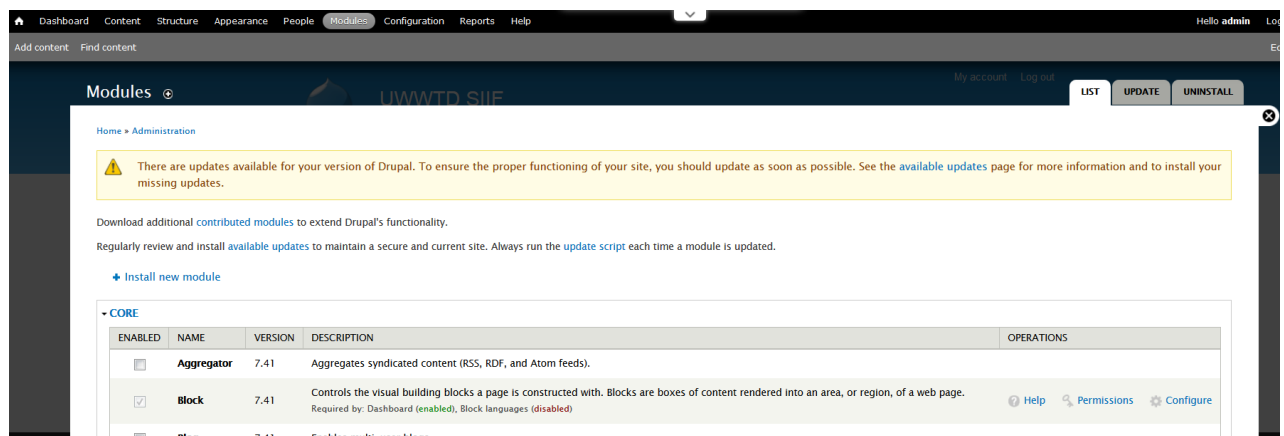 Dashboard Content Structure Appearance People Modules Configuration Reports Help Hello admin Log
Add content Find content
My account Log out
Modules UWWTD SIIF LIST UPDATE UNINSTALL
Home » Administration
There are updates available for your version of Drupal. To ensure the proper functioning of your site, you should update as soon as possible. See the available updates page for more information and to install your
missing updates.
Download additional contributed modules to extend Drupal's functionality.
Regularly review and install available updates to maintain a secure and current site. Always run the update script each time a module is updated.
+ Install new module
CORE
ENABLED NAME VERSION DESCRIPTION OPERATIONS
Aggregator 7.41 Aggregates syndicated content (RSS, RDF, and Atom feeds).
Block 7.41 Controls the visual building blocks a page is constructed with. Blocks are boxes of content rendered into an area, or region, of a web page. Help Permissions Configure
Required by: Dashboard (enabled), Block languages (disabled)